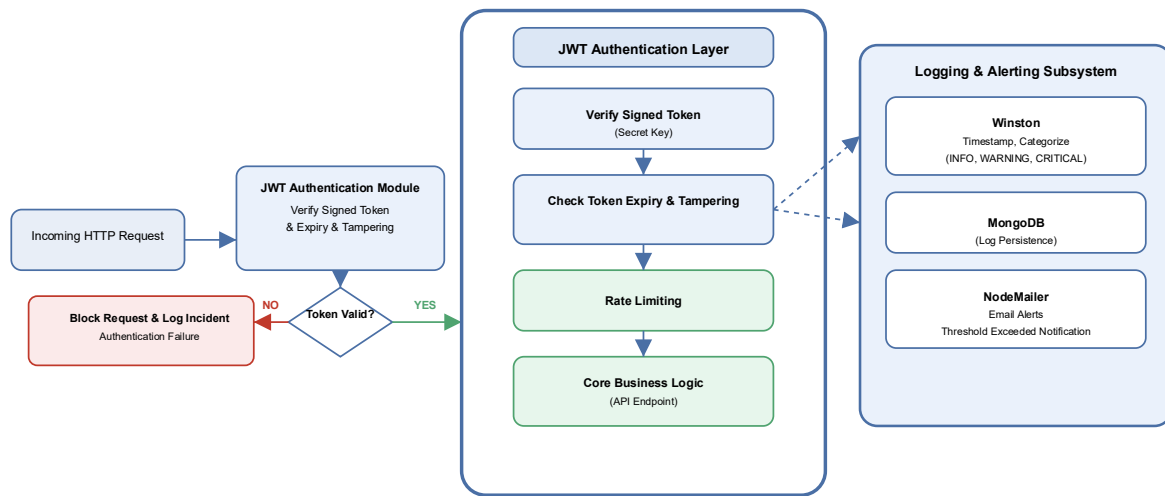 Incoming HTTP Request
JWT Authentication Module
Verify Signed Token
& Expiry & Tampering
Token Valid?
NO
YES
Block Request & Log Incident
Authentication Failure
JWT Authentication Layer
Verify Signed Token
(Secret Key)
Check Token Expiry & Tampering
Rate Limiting
Core Business Logic
(API Endpoint)
Logging & Alerting Subsystem
Winston
Timestamp, Categorize
(INFO, WARNING, CRITICAL)
MongoDB
(Log Persistence)
NodeMailer
Email Alerts
Threshold Exceeded Notification